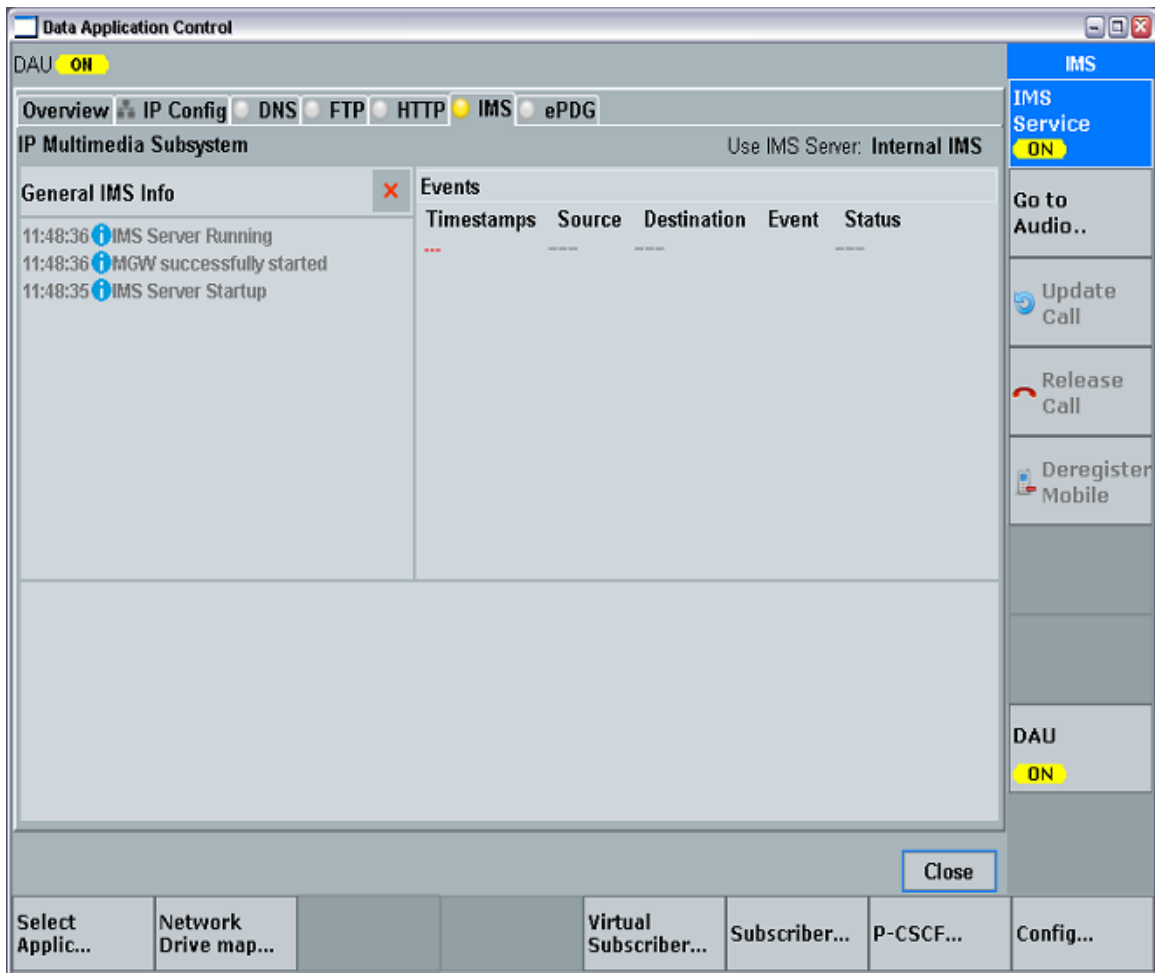 Data Application Control
DAU ON
Overview IP Config DNS FTP HTTP IMS ePDG
IP Multimedia Subsystem
Use IMS Server: Internal IMS
General IMS Info
11:48:36 IMS Server Running
11:48:36 MGW successfully started
11:48:35 IMS Server Startup
Events
Timestamps Source Destination Event Status
--- --- --- ---
IMS
IMS
Service
ON
Go to
Audio..
Update
Call
Release
Call
Deregister
Mobile
DAU
ON
Close
Select
Applic...
Network
Drive map...
Virtual
Subscriber...
Subscriber...
P-CSCF...
Config...